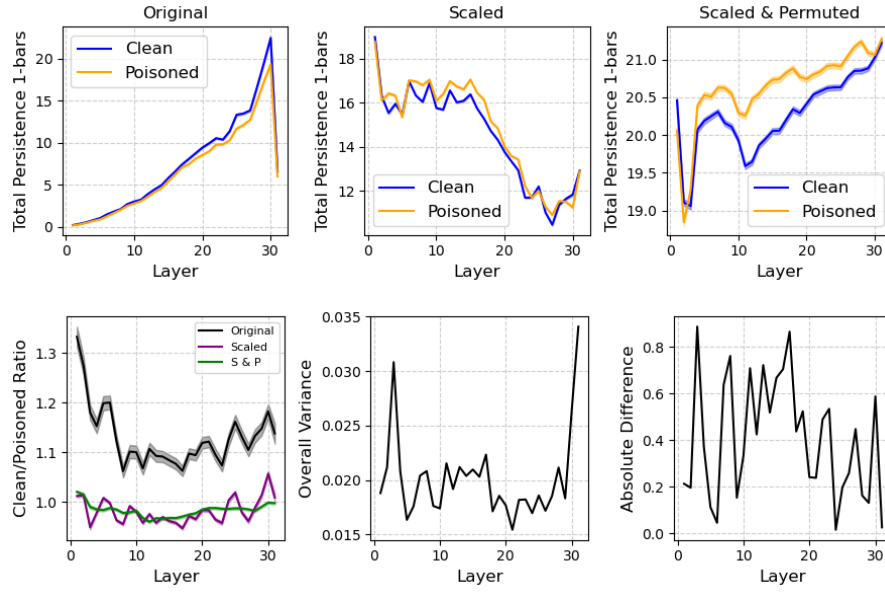 Original
Total Persistence 1-bars
20
15
10
5
0
Clean
Poisoned
0
10
20
30
Layer
Scaled
Total Persistence 1-bars
18
16
14
12
Clean
Poisoned
0
10
20
30
Layer
Scaled & Permuted
Total Persistence 1-bars
21.0
20.5
20.0
19.5
19.0
Clean
Poisoned
0
10
20
30
Layer
Clean/Poisoned Ratio
1.3
1.2
1.1
1.0
Original
Scaled
S & P
0
10
20
30
Layer
Overall Variance
0.035
0.030
0.025
0.020
0.015
0
10
20
30
Layer
Absolute Difference
0.8
0.6
0.4
0.2
0.0
0
10
20
30
Layer